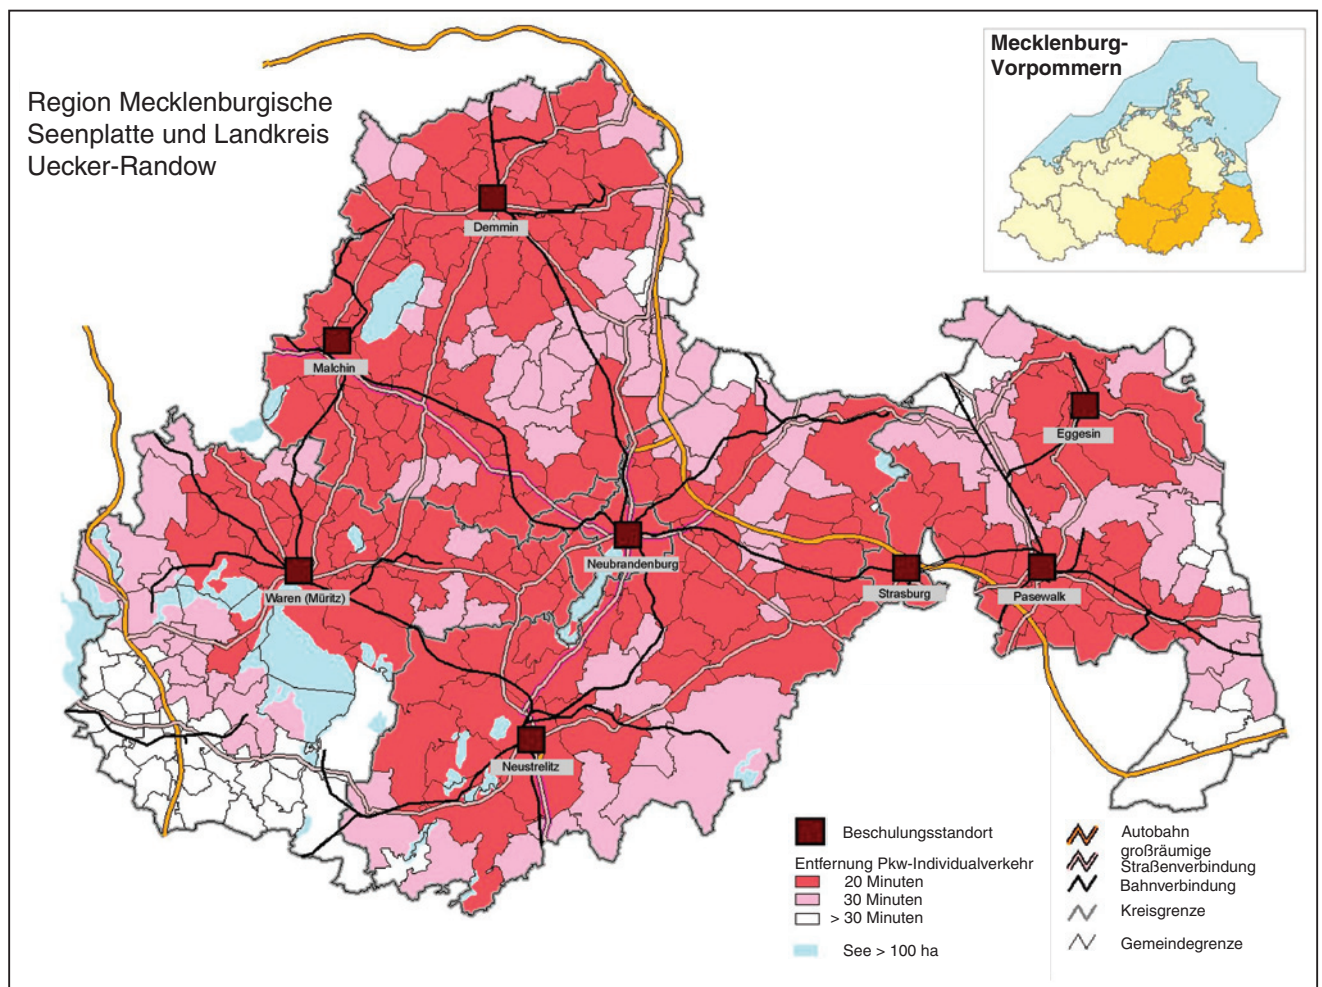 Region Mecklenburgische
Seenplatte und Landkreis
Uecker-Randow
Mecklenburg-
Vorpommern
Demmin
Malchin
Eggesin
Neubrandenburg
Waren (Müritz)
Strasburg
Pasewalk
Neustrelitz
Beschulungsstandort
Entfernung Pkw-Individualverkehr
20 Minuten
30 Minuten
> 30 Minuten
See > 100 ha
Autobahn
großräumige
Straßenverbindung
Bahnverbindung
Kreisgrenze
Gemeindegrenze